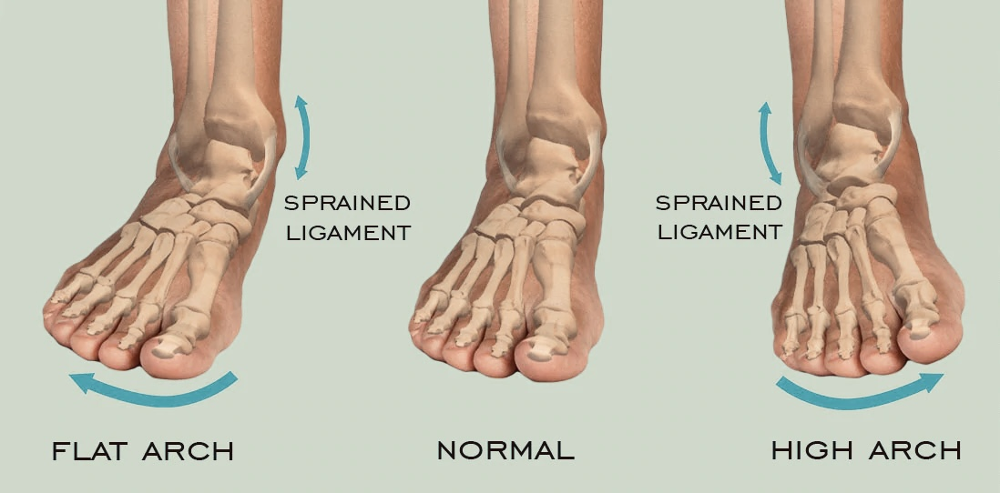 SPRAINED
LIGAMENT
SPRAINED
LIGAMENT
FLAT ARCH
NORMAL
HIGH ARCH